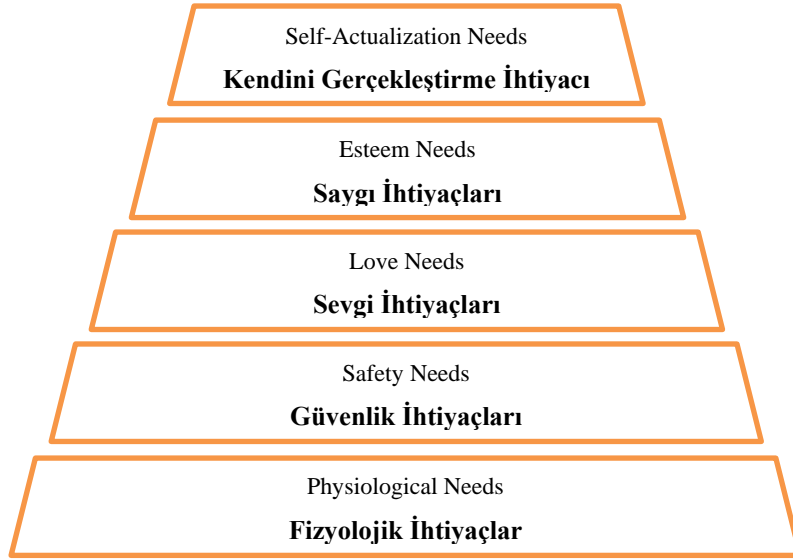 Self-Actualization Needs
Kendini Gerçekleştirme İhtiyacı
Esteem Needs
Saygı İhtiyaçları
Love Needs
Sevgi İhtiyaçları
Safety Needs
Güvenlik İhtiyaçları
Physiological Needs
Fizyolojik İhtiyaçlar